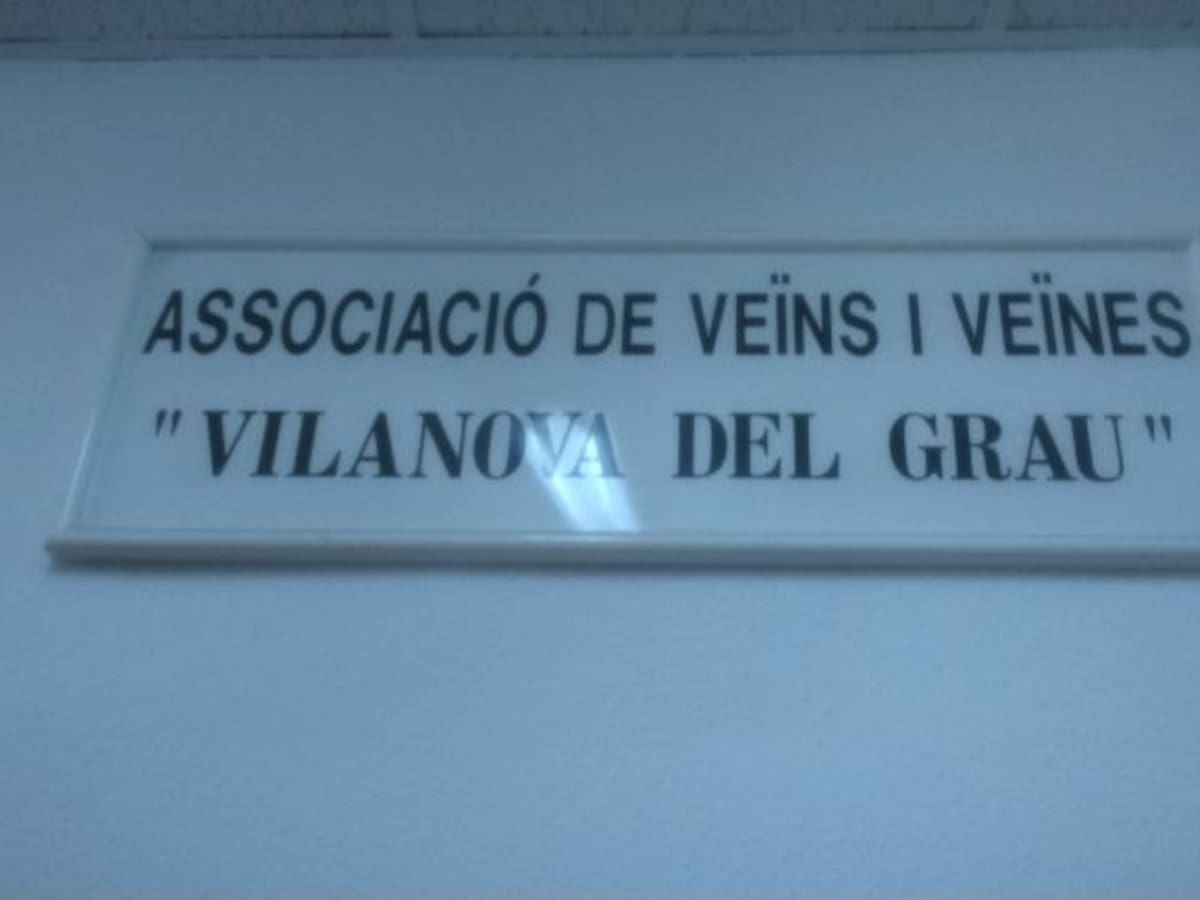 ASSOCIACIÓ DE VEÏNS I VEÏNES
"VILANOVA DEL GRAU"